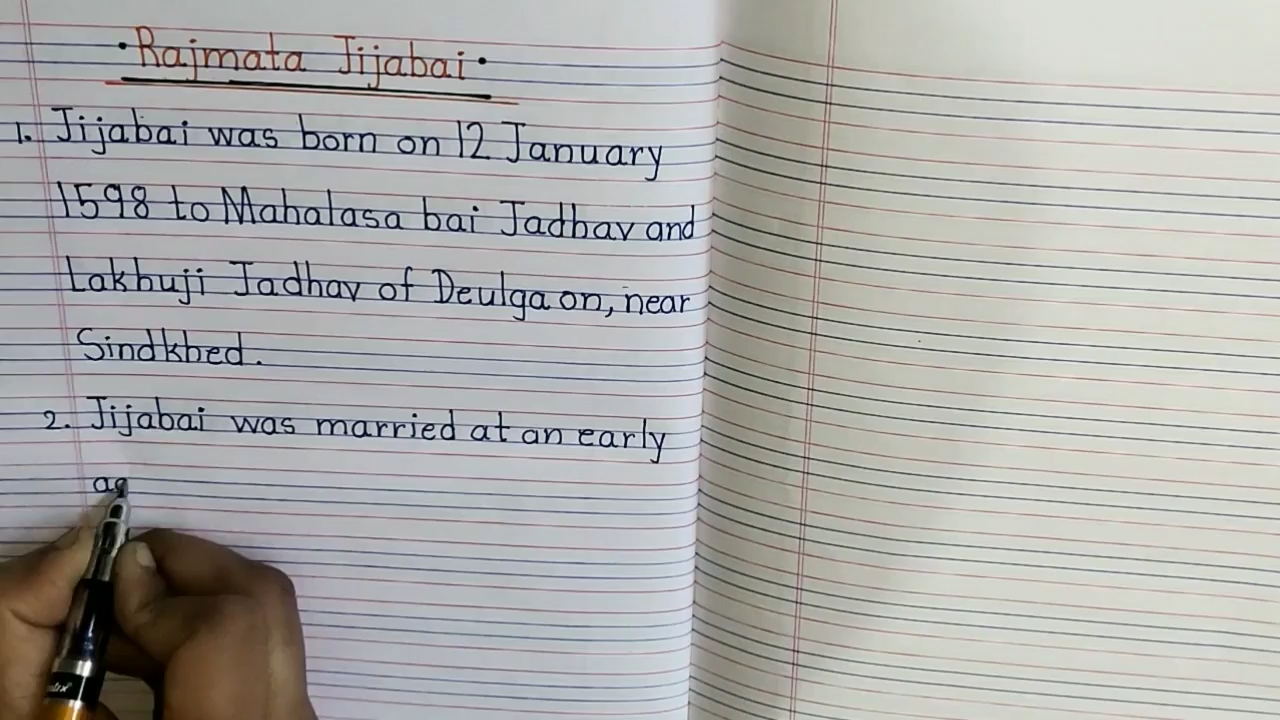 • Rajmata Jijabai •
1. Jijabai was born on 12 January
1598 to Mahalasa bai Jadhav and
Lakhuji Jadhav of Deulgaon, near
Sindkhed.
2. Jijabai was married at an early